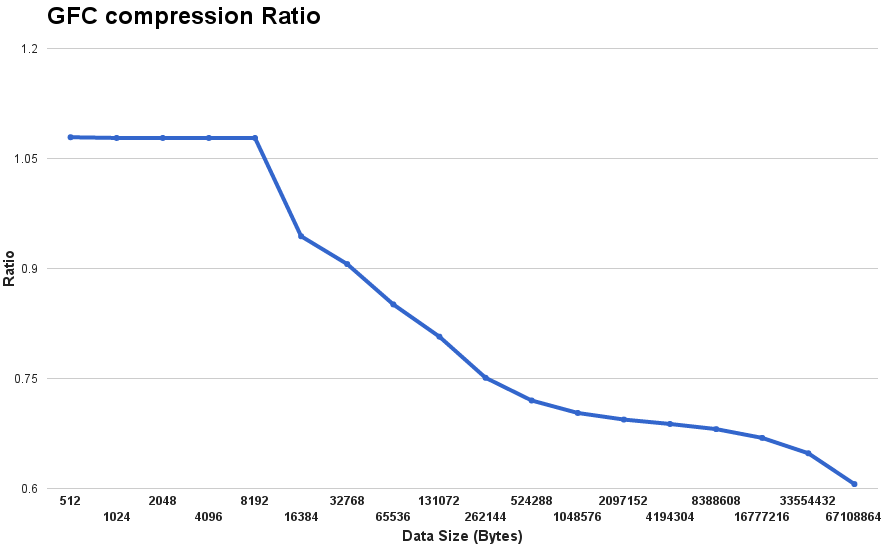 GFC compression Ratio
1.2
1.05
0.9
0.75
0.6
Ratio
512 2048 8192 32768 131072 524288 2097152 8388608 33554432
1024 4096 16384 65536 262144 1048576 4194304 16777216 67108864
Data Size (Bytes)